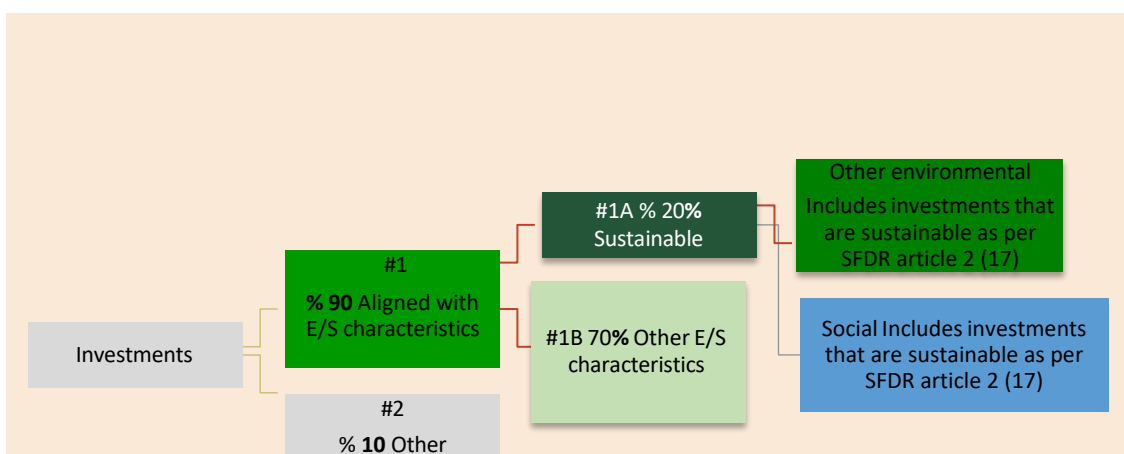 Investments
#1
% 90 Aligned with
E/S characteristics
#2
% 10 Other
#1A % 20%
Sustainable
#1B 70% Other E/S
characteristics
Other environmental
Includes investments that
are sustainable as per
SFDR article 2 (17)
Social Includes investments
that are sustainable as per
SFDR article 2 (17)